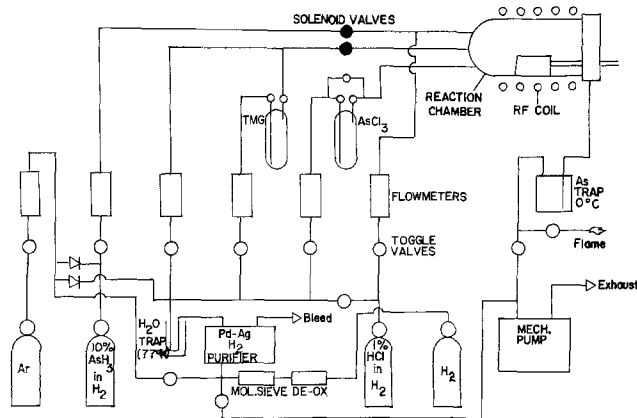 SOLENOID VALVES
TMG
AsCl3
REACTION
CHAMBER
RF COIL
As
TRAP
0°C
FLOWMETERS
TOGGLE
VALVES
Flame
Exhaust
H2O
TRAP
(77°K)
Pd-Ag
H2
PURIFIER
Bleed
MECH.
PUMP
Ar
10%
AsH3
in
H2
MOL. SIEVE DE-OX
1%
HCl
in
H2
H2